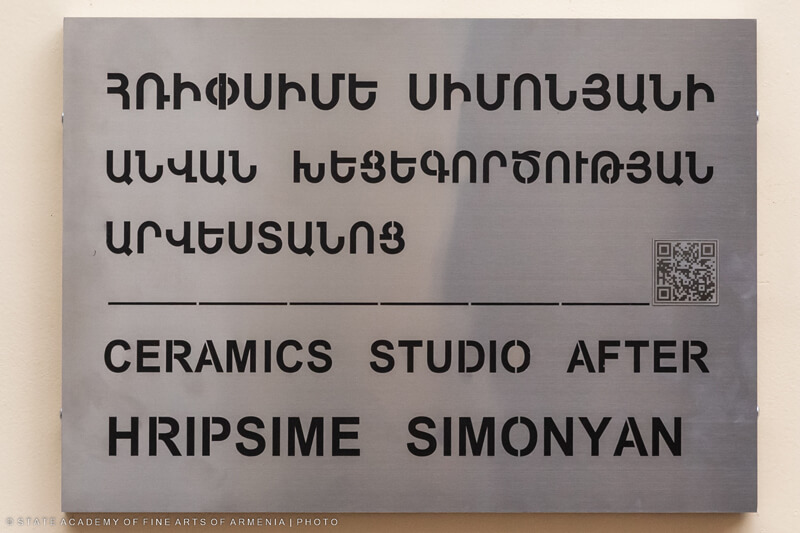 ՀՌԻՓՍԻՄԵ ՍԻՄՈՆՅԱՆԻ
ԱՆՎԱՆ ԽԵՑԵԳՈՐԾՈՒԹՅԱՆ
ԱՐՎԵՍՏԱՆՈՑ
CERAMICS STUDIO AFTER
HRIPSIME SIMONYAN
© STATE ACADEMY OF FINE ARTS OF ARMENIA | PHOTO